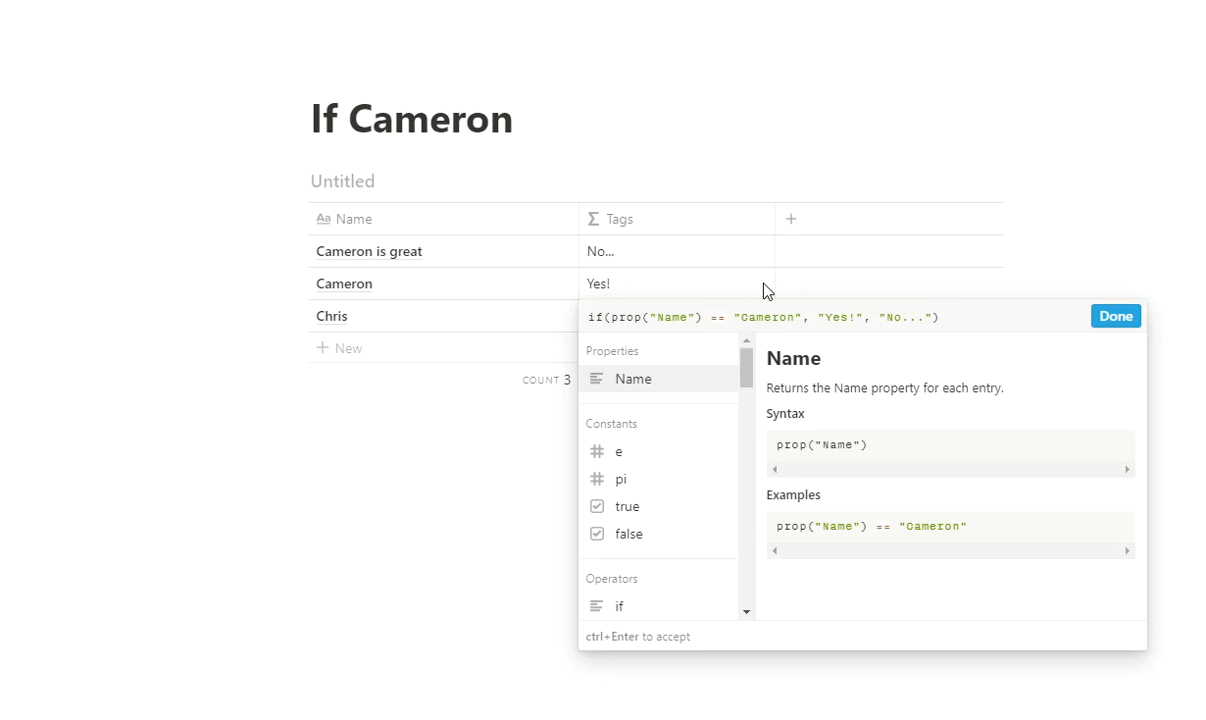 If Cameron
Untitled
Aa Name
Σ Tags
+
Cameron is great
No...
Cameron
Yes!
Chris
+ New
COUNT 3
if(prop("Name") == "Cameron", "Yes!", "No...")
Done
Properties
Name
Constants
e
pi
true
false
Operators
if
Name
Returns the Name property for each entry.
Syntax
prop("Name")
Examples
prop("Name") == "Cameron"
ctrl+Enter to accept